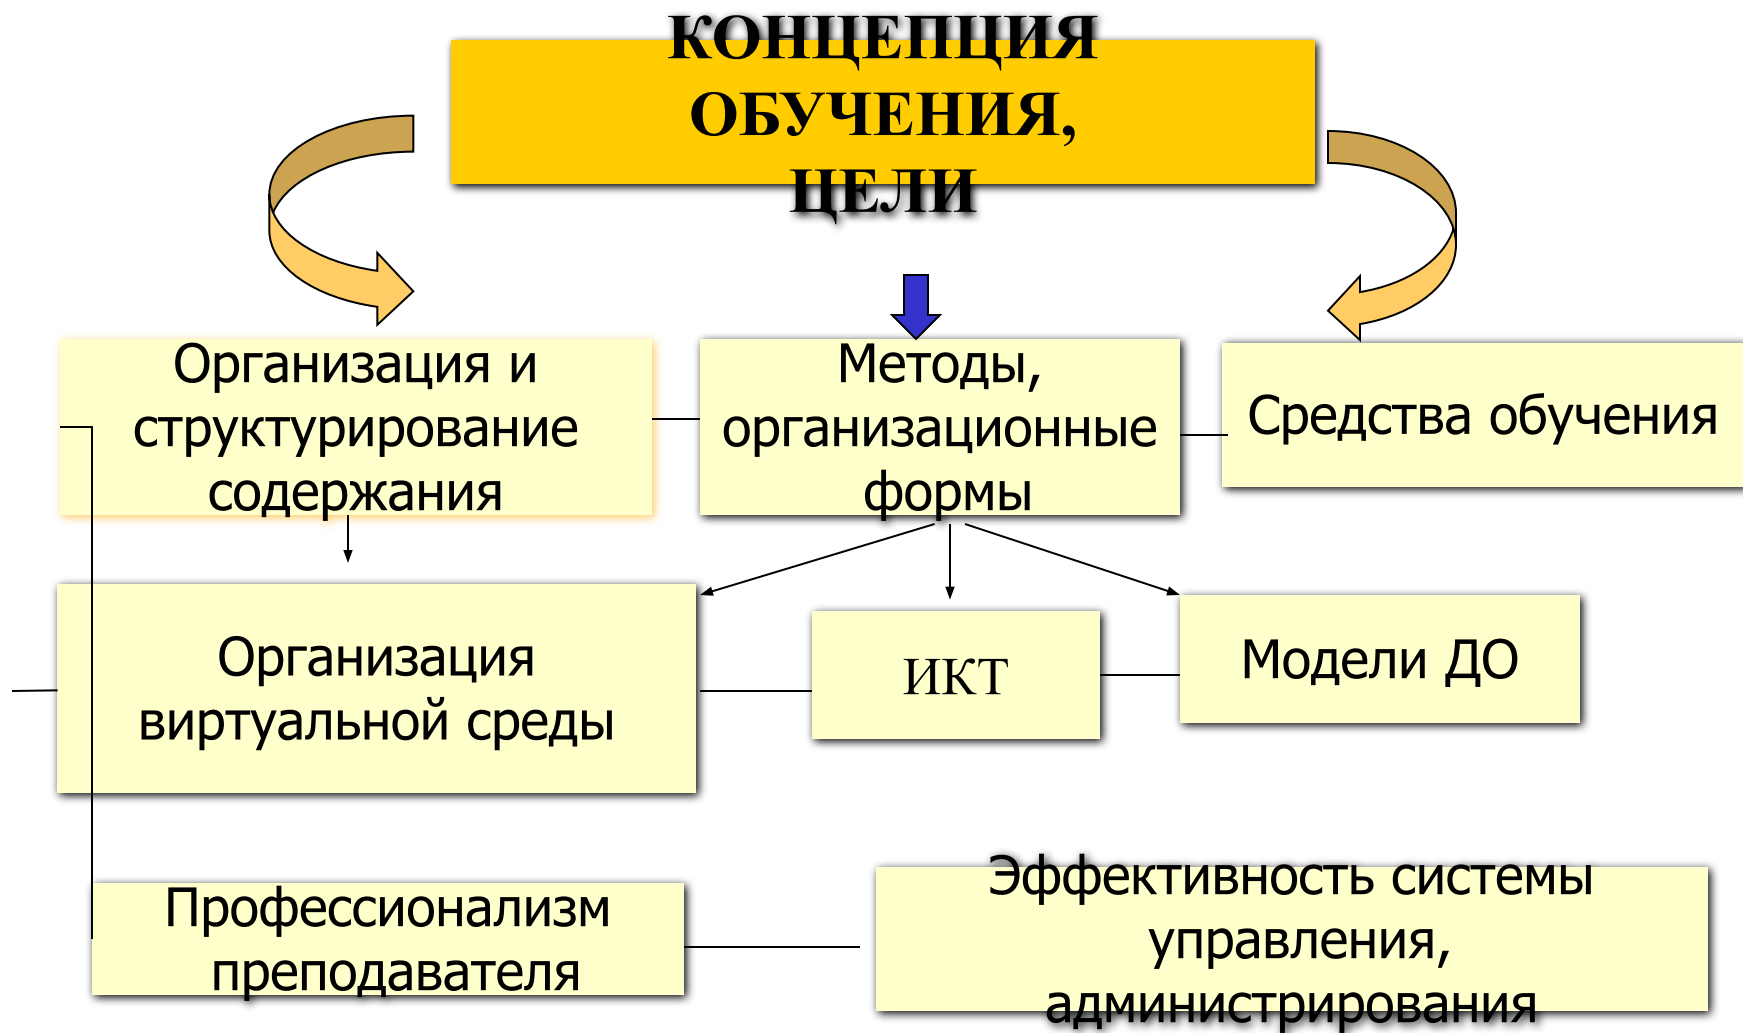 КОНЦЕПЦИЯ
ОБУЧЕНИЯ,
ЦЕЛИ
Организация и
структурирование
содержания
Методы,
организационные
формы
Средства обучения
Организация
виртуальной среды
ИКТ
Модели ДО
Профессионализм
преподавателя
Эффективность системы
управления,
администрирования